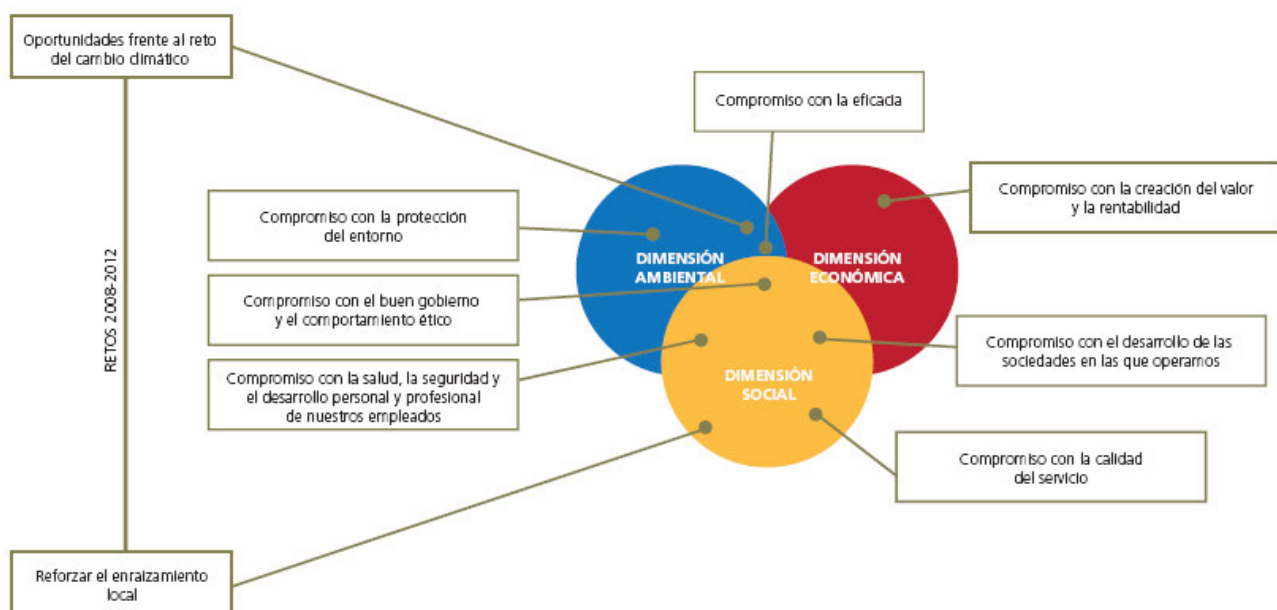 Oportunidades frente al reto
del cambio climático
Compromiso con la eficacia
Compromiso con la creación del valor
y la rentabilidad
Compromiso con la protección
del entorno
DIMENSIÓN
AMBIENTAL
DIMENSIÓN
ECONÓMICA
Compromiso con el buen gobierno
y el comportamiento ético
RETOS 2008-2012
Compromiso con el desarrollo de las
sociedades en las que operamos
Compromiso con la salud, la seguridad y
el desarrollo personal y profesional
de nuestros empleados
DIMENSIÓN
SOCIAL
Compromiso con la calidad
del servicio
Reforzar el enraizamiento
local